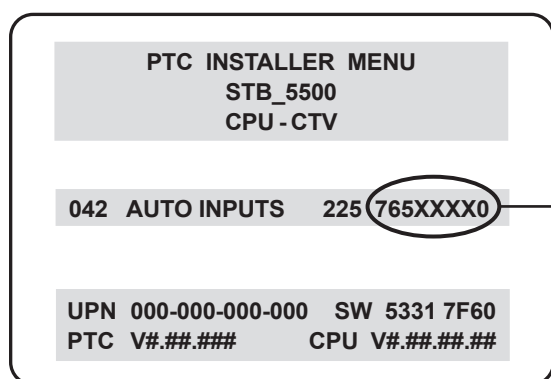 PTC INSTALLER MENU
STB_5500
CPU - CTV
042 AUTO INPUTS 225 765XXXX0
UPN 000-000-000-000 SW 5331 7F60
PTC V#.##.### CPU V#.##.##.##